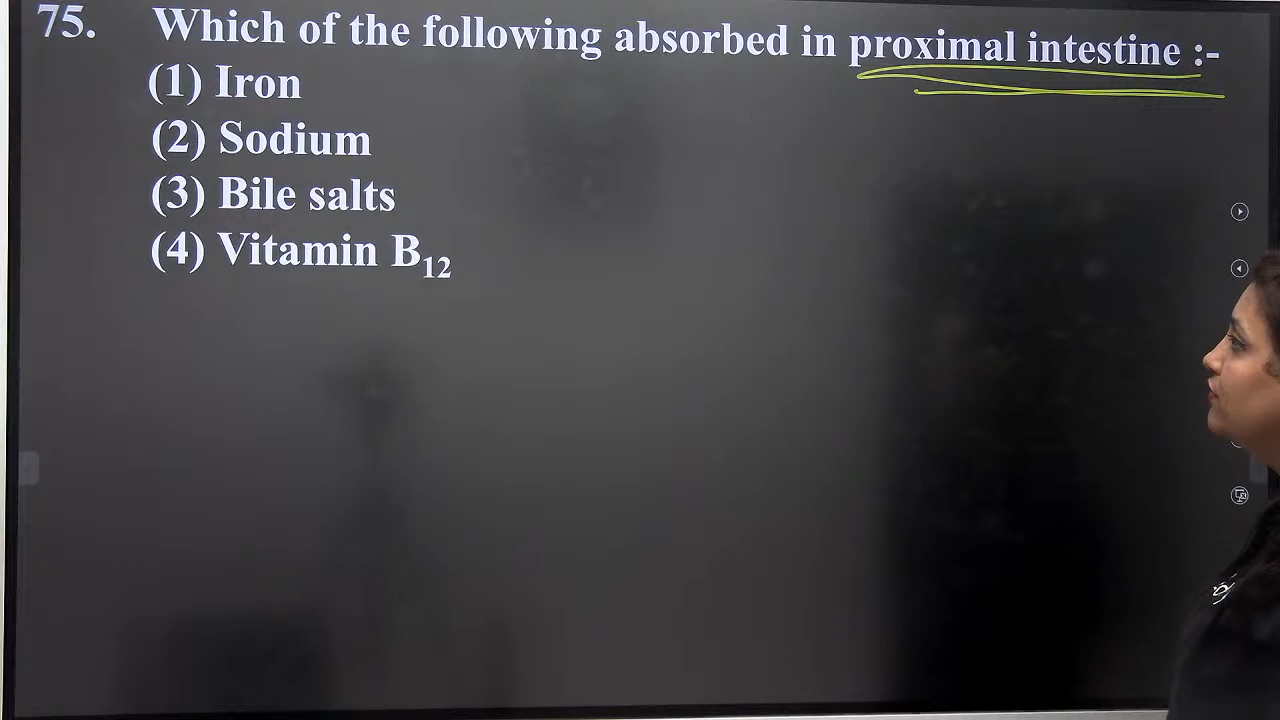 75. Which of the following absorbed in proximal intestine :-
(1) Iron
(2) Sodium
(3) Bile salts
(4) Vitamin B₁₂